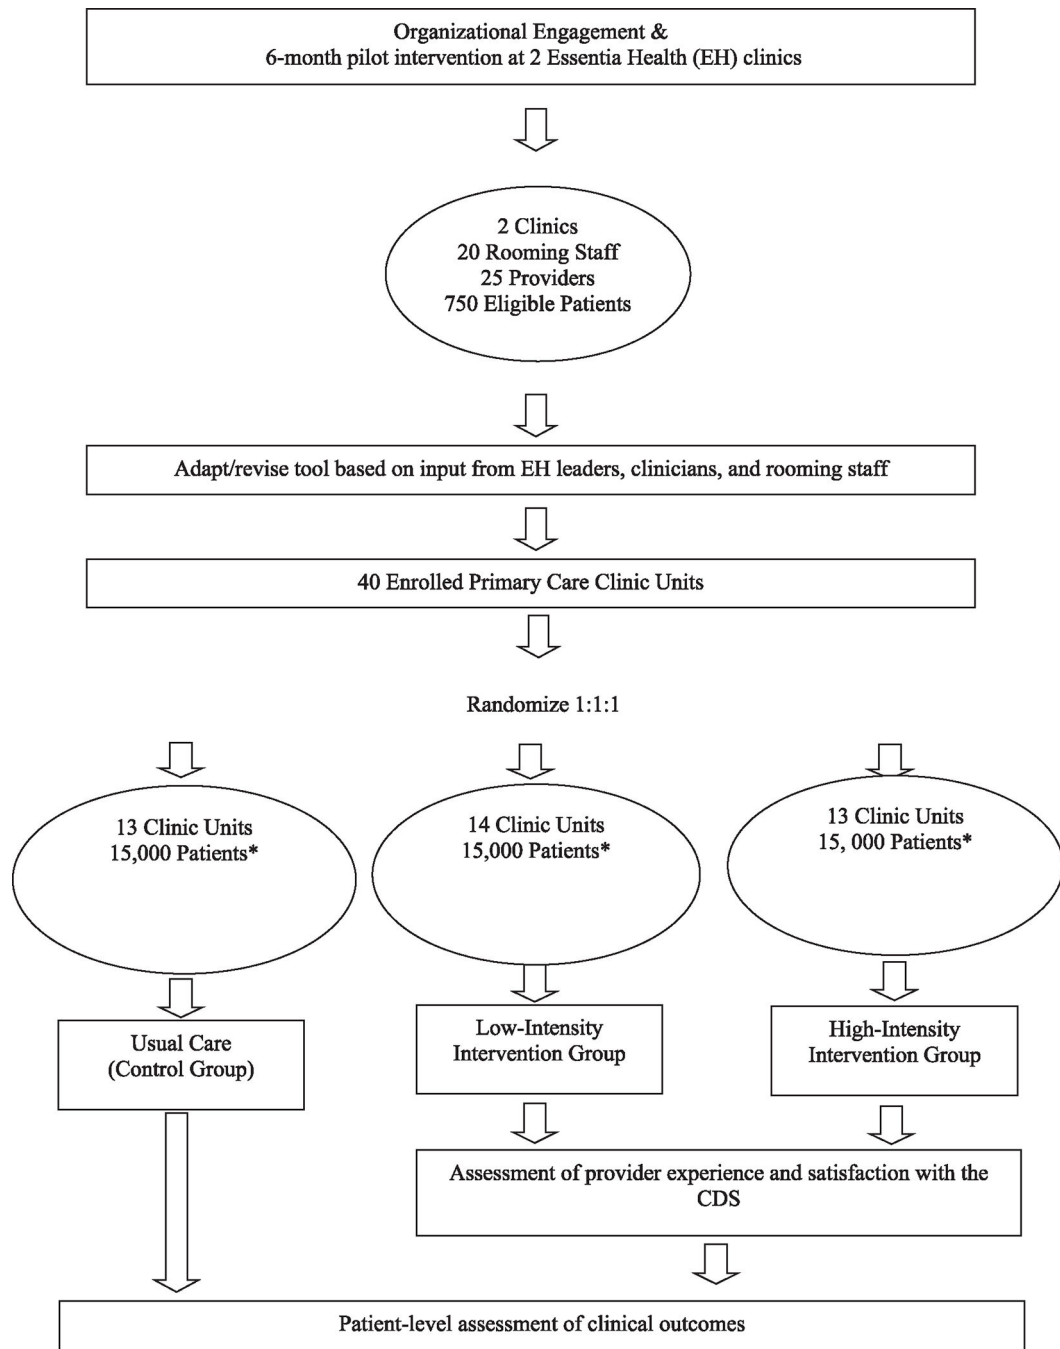 Organizational Engagement &
6-month pilot intervention at 2 Essentia Health (EH) clinics
2 Clinics
20 Rooming Staff
25 Providers
750 Eligible Patients
Adapt/revise tool based on input from EH leaders, clinicians, and rooming staff
40 Enrolled Primary Care Clinic Units
Randomize 1:1:1
13 Clinic Units
15,000 Patients*
14 Clinic Units
15,000 Patients*
13 Clinic Units
15, 000 Patients*
Usual Care
(Control Group)
Low-Intensity
Intervention Group
High-Intensity
Intervention Group
Assessment of provider experience and satisfaction with the
CDS
Patient-level assessment of clinical outcomes